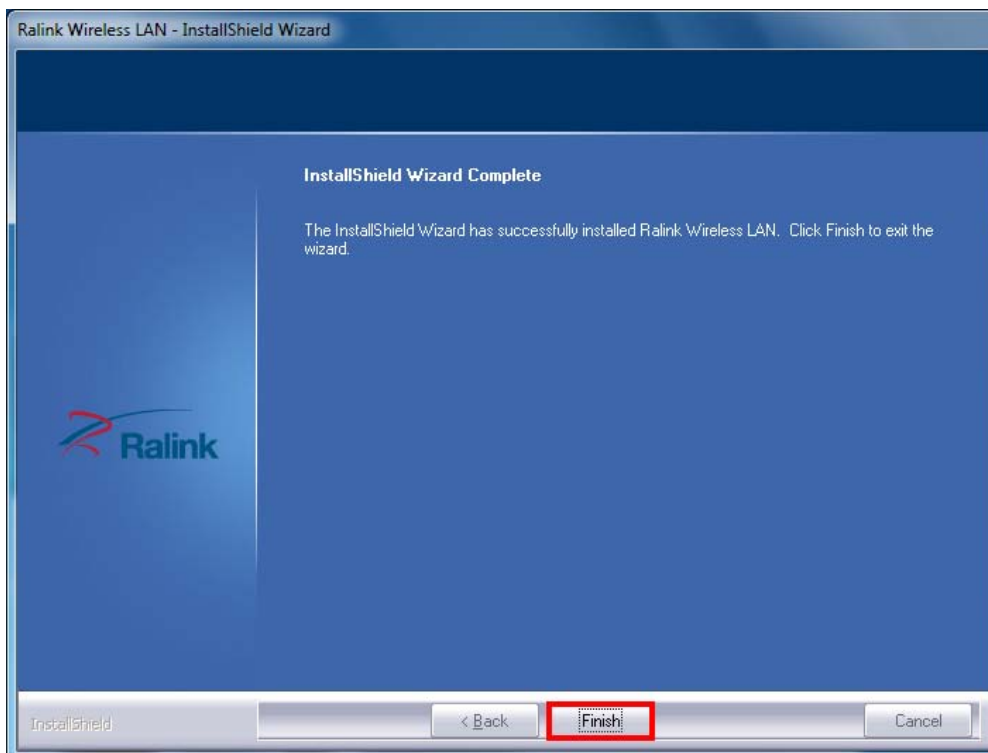 Ralink Wireless LAN - InstallShield Wizard
InstallShield Wizard Complete
The InstallShield Wizard has successfully installed Ralink Wireless LAN. Click Finish to exit the
wizard.
Ralink
InstallShield
< Back
Finish
Cancel